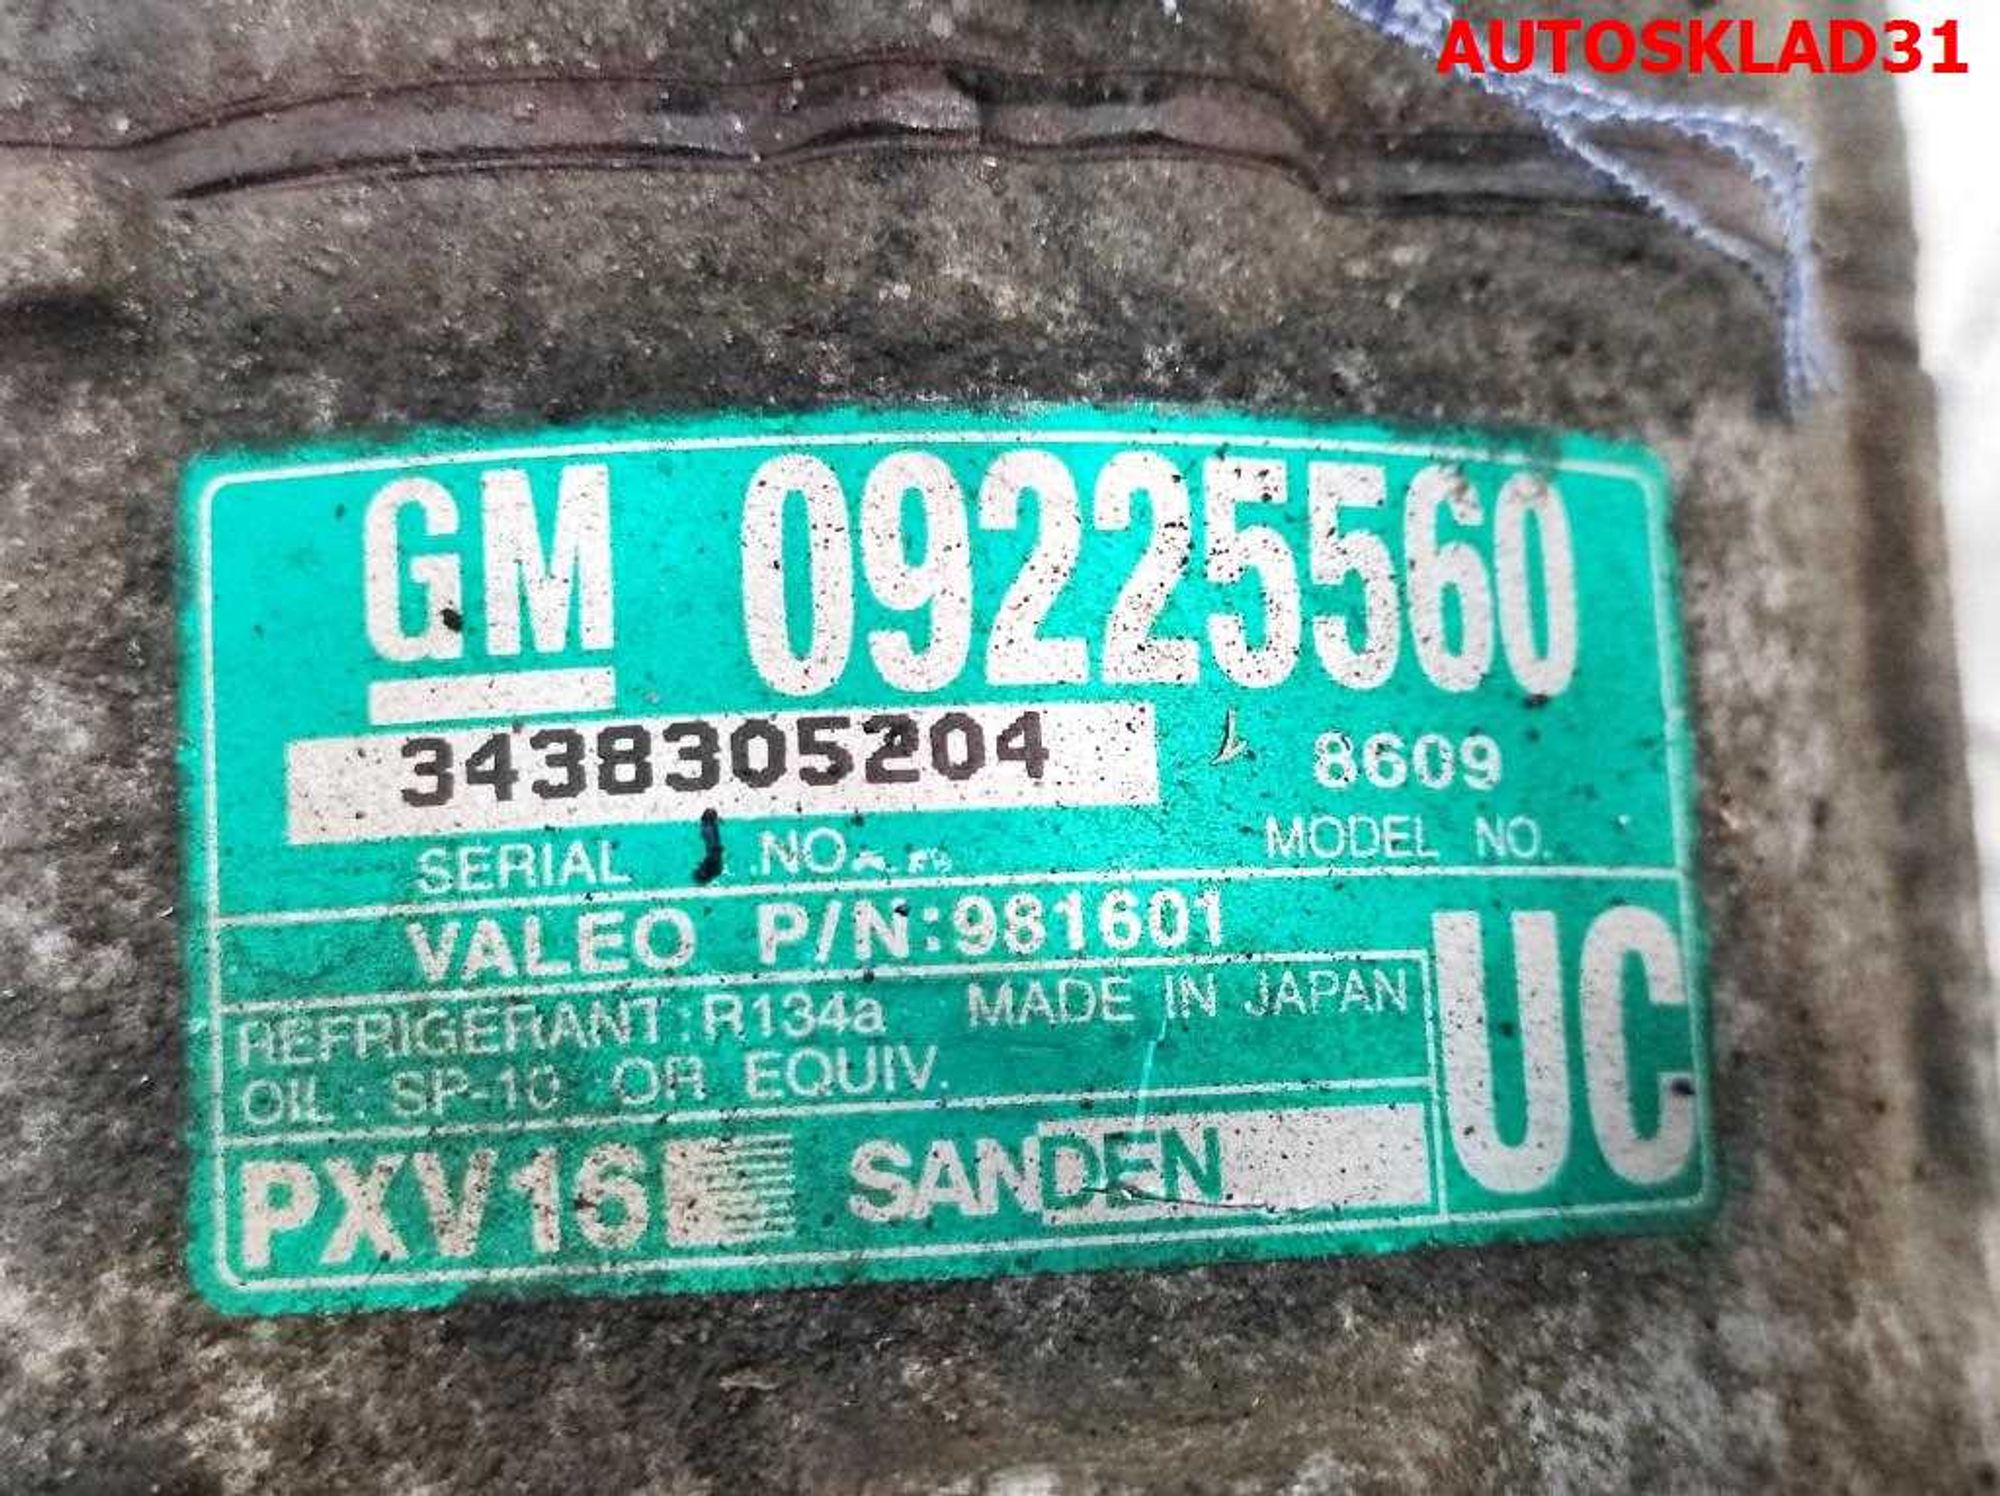 AUTOSKLAD31
GM 09225560
3438305204 8609
SERIAL NO. MODEL NO.
VALEO P/N:981601
REFRIGERANT:R134a MADE IN JAPAN
OIL : SP-10 OR EQUIV.
UC
PXV16 SANDEN